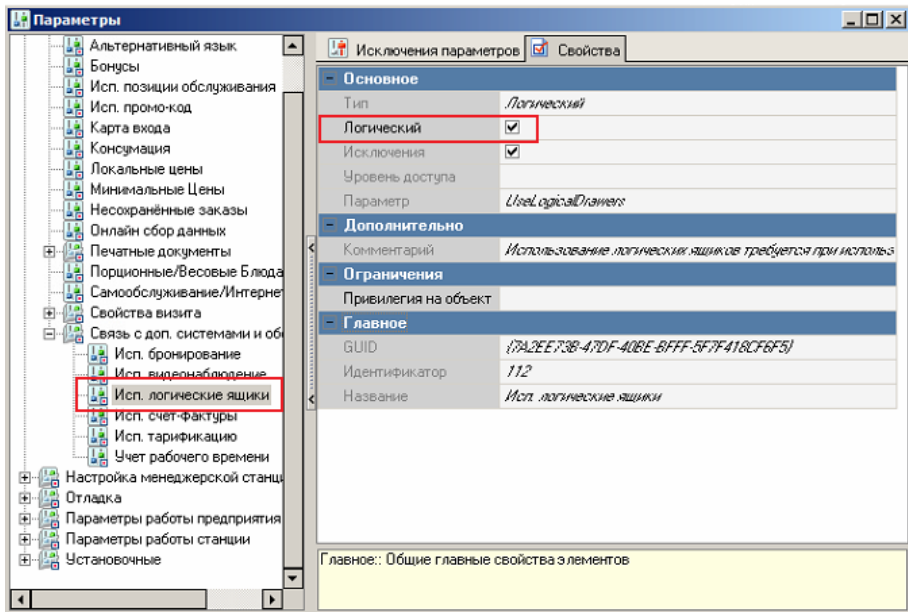 Параметры
Альтернативный язык
Бонусы
Исп. позиции обслуживания
Исп. промо-код
Карта входа
Консумация
Локальные цены
Минимальные Цены
Несохранённые заказы
Онлайн сбор данных
Печатные документы
Порционные/Весовые Блюда
Самообслуживание/Интернет
Свойства визита
Связь с доп. системами и об
Исп. бронирование
Исп. видеонаблюдение
Исп. логические ящики
Исп. счет-фактуры
Исп. тарификацию
Учет рабочего времени
Настройка менеджерской станц
Отладка
Параметры работы предприятия
Параметры работы станции
Установочные
Исключения параметров Свойства
Основное
Тип Логический
Логический
Исключения
Уровень доступа
Параметр UseLogicalDrawers
Дополнительно
Комментарий Использование логических ящиков требуется при использ
Ограничения
Привилегия на объект
Главное
GUID {7A2EE73B-47DF-40BE-BFFF-5F7F418CF6F5}
Идентификатор 112
Название Исп. логические ящики
Главное:: Общие главные свойства элементов